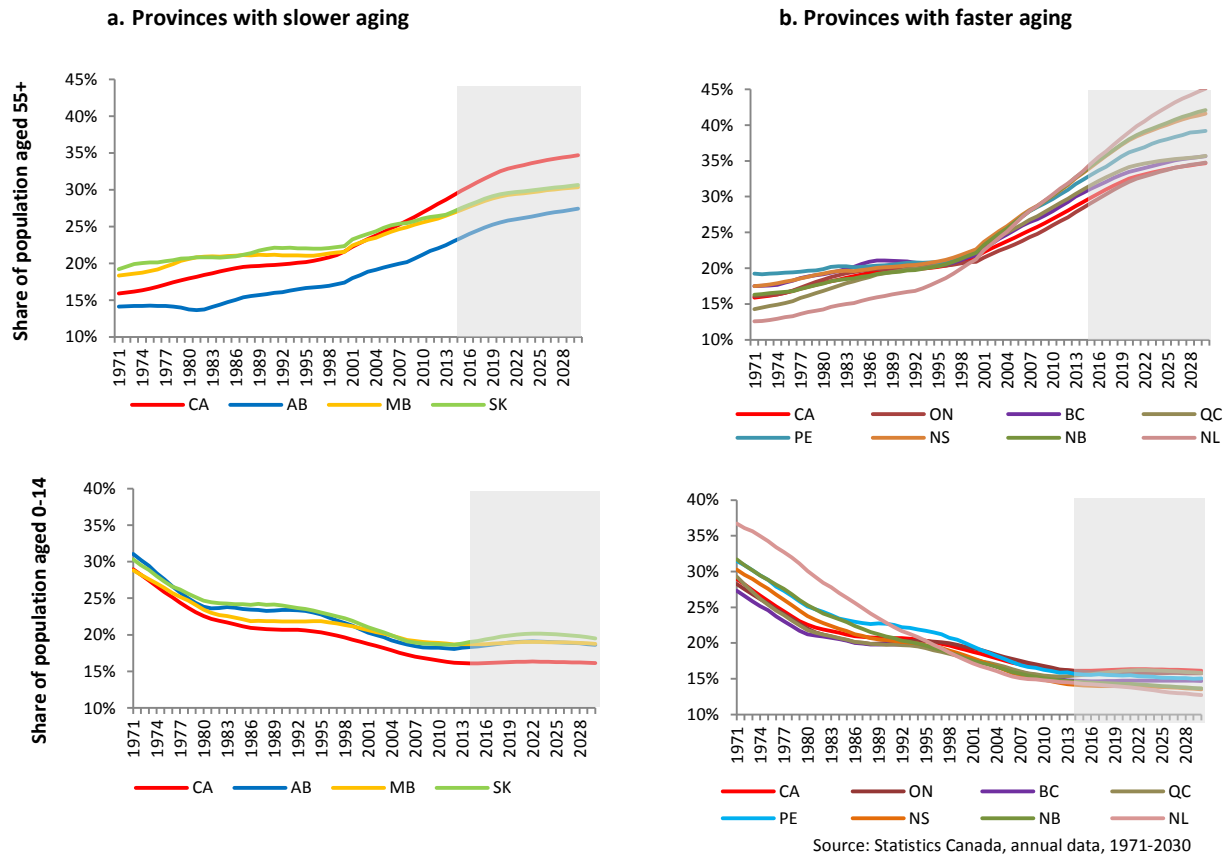 a. Provinces with slower aging
b. Provinces with faster aging
Share of population aged 55+
45%
40%
35%
30%
25%
20%
15%
10%
1971 1974 1977 1980 1983 1986 1989 1992 1995 1998 2001 2004 2007 2010 2013 2016 2019 2022 2025 2028
CA AB MB SK
45%
40%
35%
30%
25%
20%
15%
10%
1971 1974 1977 1980 1983 1986 1989 1992 1995 1998 2001 2004 2007 2010 2013 2016 2019 2022 2025 2028
CA ON BC QC
PE NS NB NL
Share of population aged 0-14
40%
35%
30%
25%
20%
15%
10%
1971 1974 1977 1980 1983 1986 1989 1992 1995 1998 2001 2004 2007 2010 2013 2016 2019 2022 2025 2028
CA AB MB SK
40%
35%
30%
25%
20%
15%
10%
1971 1974 1977 1980 1983 1986 1989 1992 1995 1998 2001 2004 2007 2010 2013 2016 2019 2022 2025 2028
CA ON BC QC
PE NS NB NL
Source: Statistics Canada, annual data, 1971-2030